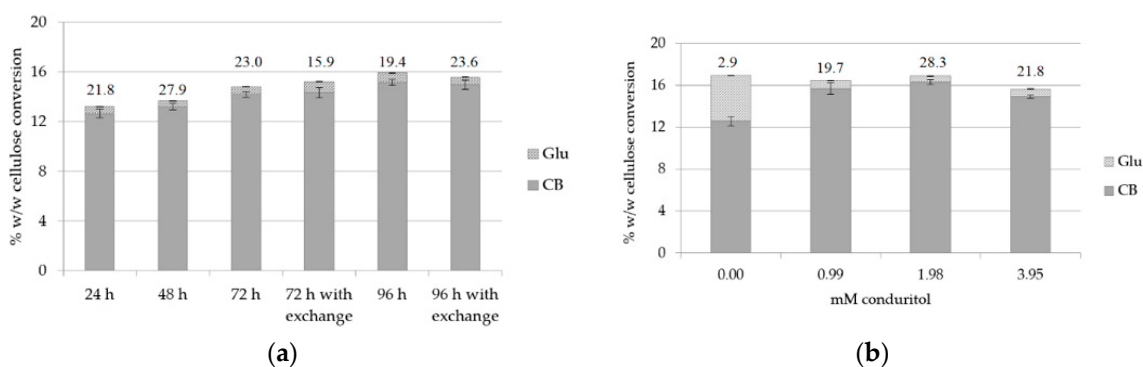 20
16
12
8
4
0
% w/w cellulose conversion
21.8
27.9
23.0
15.9
19.4
23.6
24 h
48 h
72 h
72 h with
exchange
96 h
96 h with
exchange
Glu
CB
(a)
20
16
12
8
4
0
% w/w cellulose conversion
2.9
19.7
28.3
21.8
0.00
0.99
1.98
3.95
mM conduritol
Glu
CB
(b)